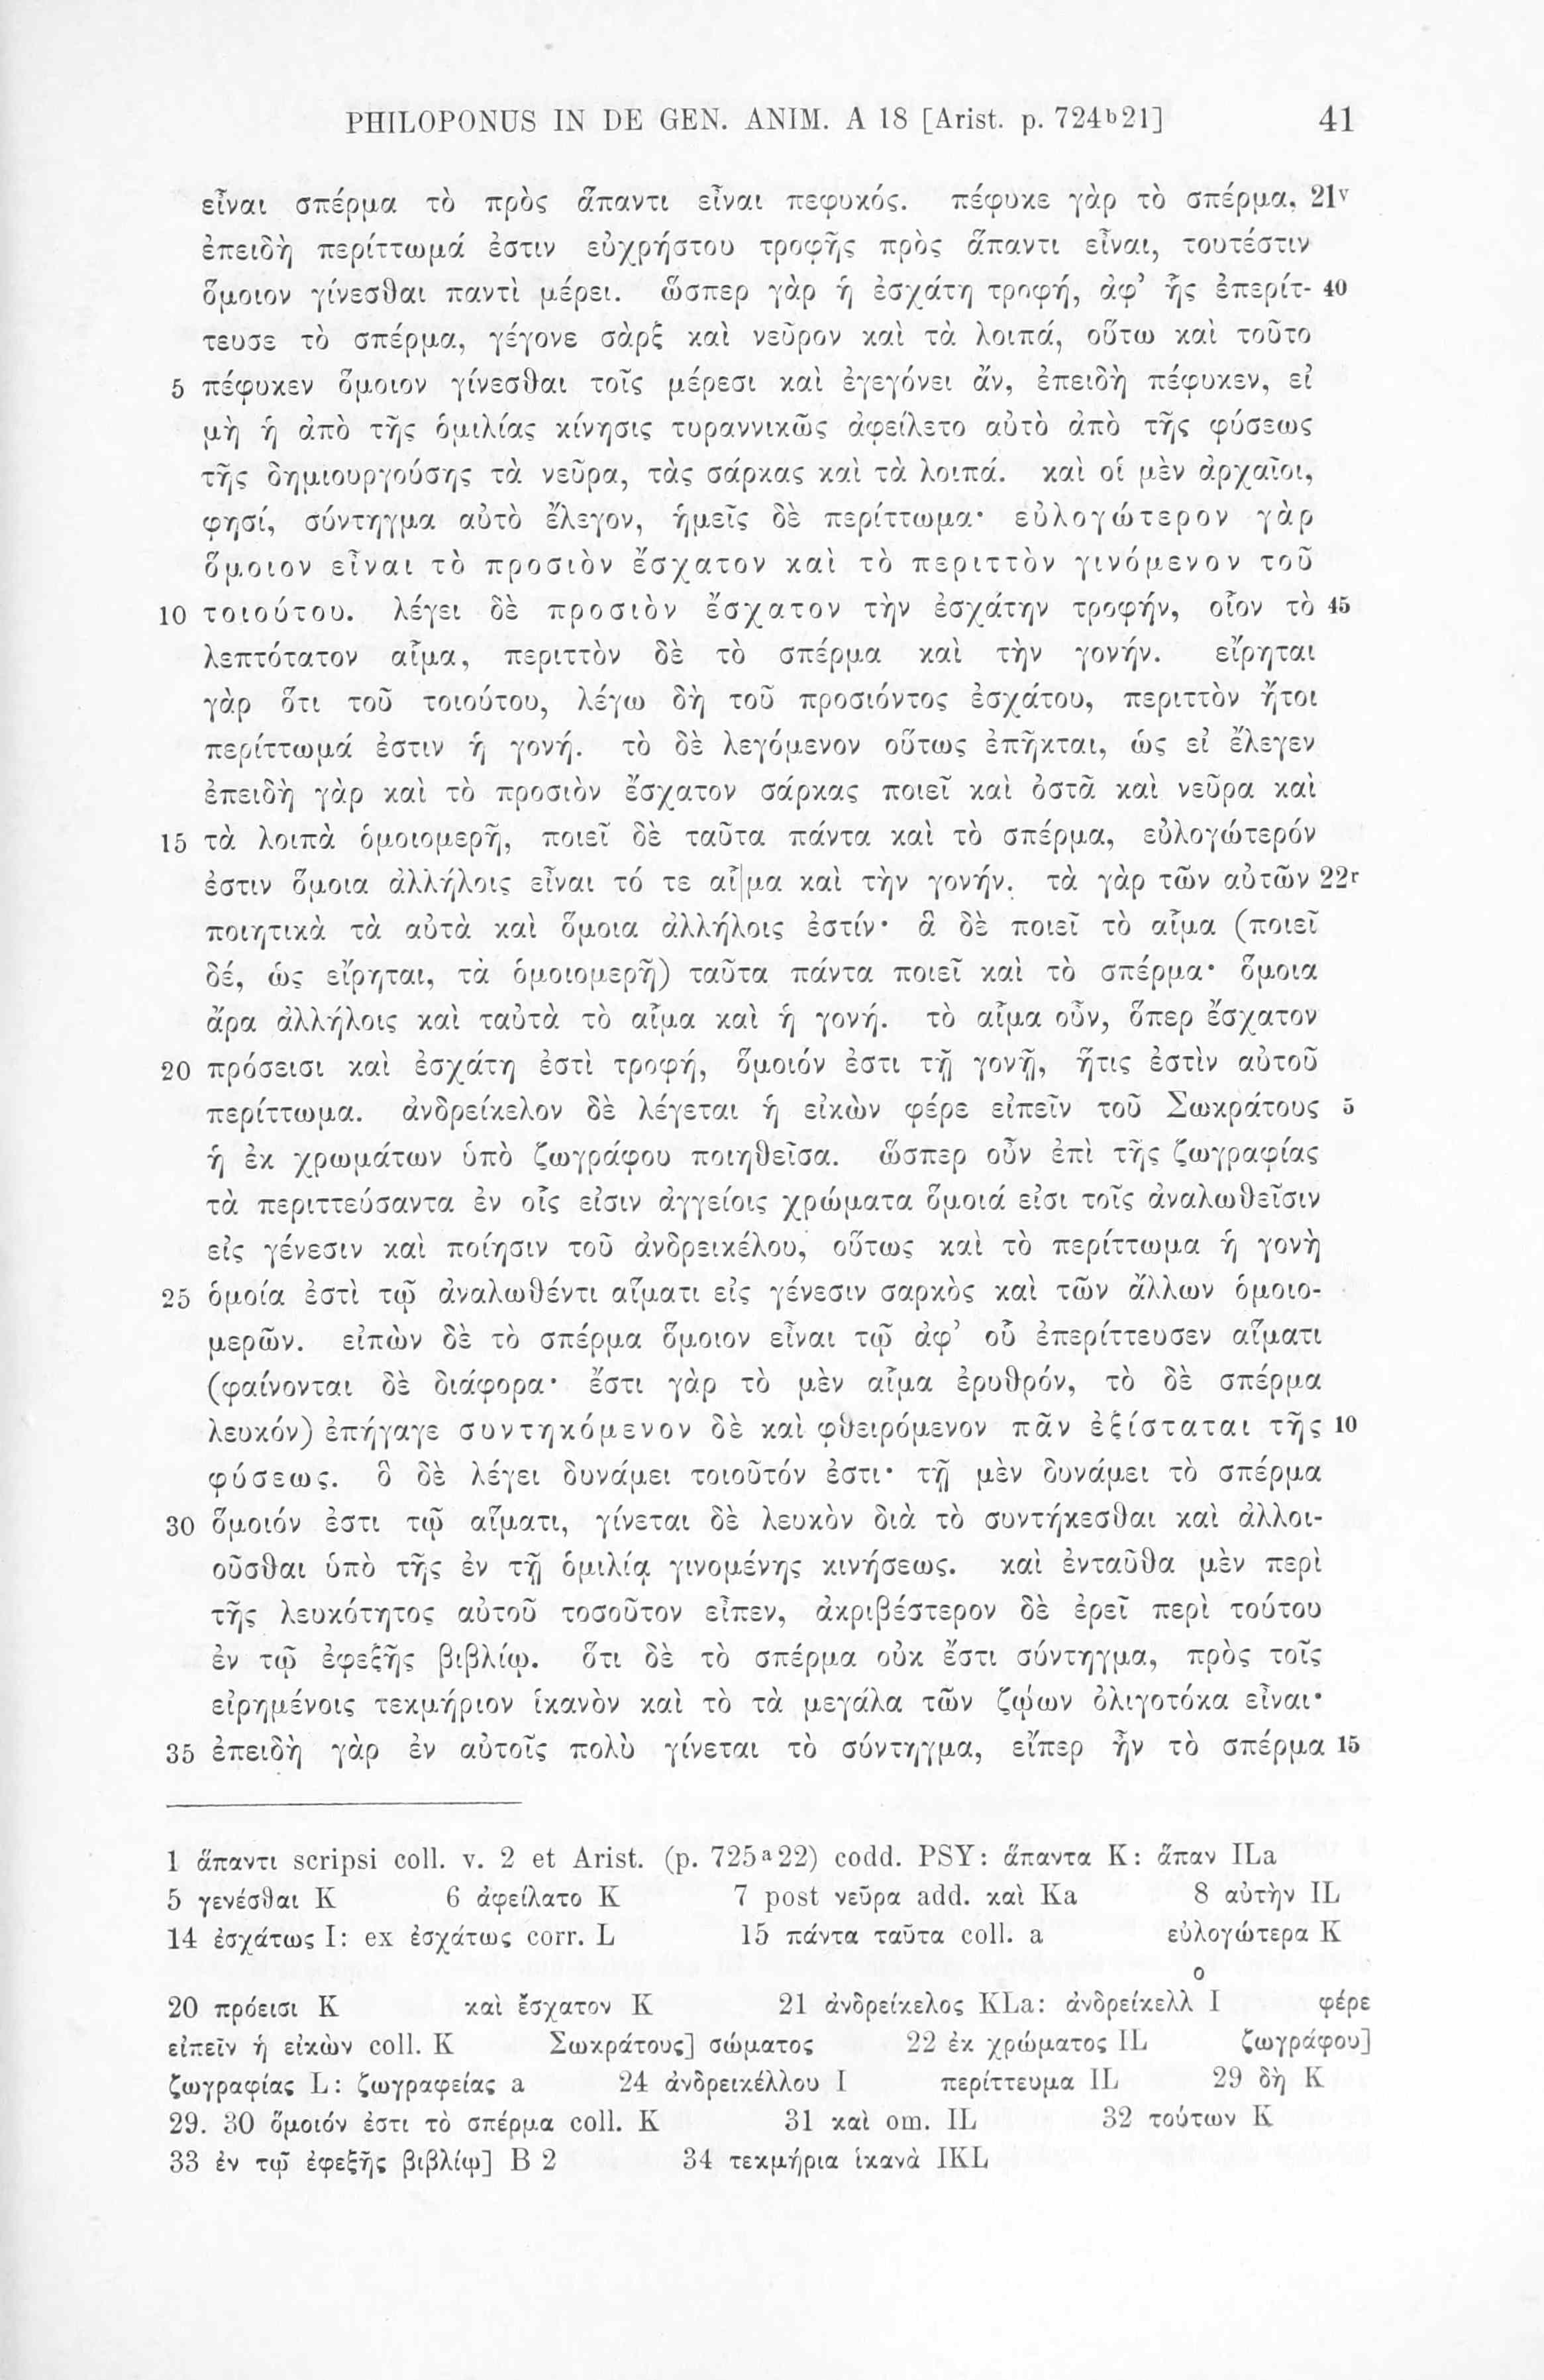 PHILOPONUS IN DE GEN. ANIM. A 18 [Arist. p. 724b21] 41
εἶναι σπέρμα τὸ πρὸς ἅπαντι εἶναι πεφυκός. πέφυκε γὰρ τὸ σπέρμα, 21v
ἐπειδὴ περίττωμά ἐστιν εὐχρήστου τροφῆς πρὸς ἅπαντι εἶναι, τουτέστιν
ὅμοιον γίνεσθαι παντὶ μέρει. ὥσπερ γὰρ ἡ ἐσχάτη τροφή, ἀφ’ ἧς ἐπερίτ- 40
τευσε τὸ σπέρμα, γέγονε σὰρξ καὶ νεῦρον καὶ τὰ λοιπά, οὕτω καὶ τοῦτο
5 πέφυκεν ὅμοιον γίνεσθαι τοῖς μέρεσι καὶ ἐγεγόνει ἄν, ἐπειδὴ πέφυκεν, εἰ
μὴ ἡ ἀπὸ τῆς ὁμιλίας κίνησις τυραννικῶς ἀφείλετο αὐτὸ ἀπὸ τῆς φύσεως
τῆς δημιουργούσης τὰ νεῦρα, τὰς σάρκας καὶ τὰ λοιπά. καὶ οἱ μὲν ἀρχαῖοι,
φησί, σύντηγμα αὐτὸ ἔλεγον, ἡμεῖς δὲ περίττωμα· εὐλογώτερον γὰρ
ὅμοιον εἶναι τὸ προσιὸν ἔσχατον καὶ τὸ περιττὸν γινόμενον τοῦ
10 τοιούτου. λέγει δὲ προσιὸν ἔσχατον τὴν ἐσχάτην τροφήν, οἷον τὸ 45
λεπτότατον αἷμα, περιττὸν δὲ τὸ σπέρμα καὶ τὴν γονήν. εἴρηται
γὰρ ὅτι τοῦ τοιούτου, λέγω δὴ τοῦ προσιόντος ἐσχάτου, περιττὸν ἤτοι
περίττωμά ἐστιν ἡ γονή. τὸ δὲ λεγόμενον οὕτως ἐπῆκται, ὡς εἰ ἔλεγεν
ἐπειδὴ γὰρ καὶ τὸ προσιὸν ἔσχατον σάρκας ποιεῖ καὶ ὀστᾶ καὶ νεῦρα καὶ
15 τὰ λοιπὰ ὁμοιομερῆ, ποιεῖ δὲ ταῦτα πάντα καὶ τὸ σπέρμα, εὐλογώτερόν
ἐστιν ὅμοια ἀλλήλοις εἶναι τό τε αἷ|μα καὶ τὴν γονήν. τὰ γὰρ τῶν αὐτῶν 22r
ποιητικὰ τὰ αὐτὰ καὶ ὅμοια ἀλλήλοις ἐστίν· ἃ δὲ ποιεῖ τὸ αἷμα (ποιεῖ
δέ, ὡς εἴρηται, τὰ ὁμοιομερῆ) ταῦτα πάντα ποιεῖ καὶ τὸ σπέρμα· ὅμοια
ἄρα ἀλλήλοις καὶ ταὐτὰ τὸ αἷμα καὶ ἡ γονή. τὸ αἷμα οὖν, ὅπερ ἔσχατον
20 πρόσεισι καὶ ἐσχάτη ἐστὶ τροφή, ὅμοιόν ἐστι τῇ γονῇ, ἥτις ἐστὶν αὐτοῦ
περίττωμα. ἀνδρείκελον δὲ λέγεται ἡ εἰκὼν φέρε εἰπεῖν τοῦ Σωκράτους 5
ἡ ἐκ χρωμάτων ὑπὸ ζωγράφου ποιηθεῖσα. ὥσπερ οὖν ἐπὶ τῆς ζωγραφίας
τὰ περιττεύσαντα ἐν οἷς εἰσιν ἀγγείοις χρώματα ὅμοιά εἰσι τοῖς ἀναλωθεῖσιν
εἰς γένεσιν καὶ ποίησιν τοῦ ἀνδρεικέλου, οὕτως καὶ τὸ περίττωμα ἡ γονὴ
25 ὁμοία ἐστὶ τῷ ἀναλωθέντι αἵματι εἰς γένεσιν σαρκὸς καὶ τῶν ἄλλων ὁμοιο-
μερῶν. εἰπὼν δὲ τὸ σπέρμα ὅμοιον εἶναι τῷ ἀφ’ οὗ ἐπερίττευσεν αἵματι
(φαίνονται δὲ διάφορα· ἔστι γὰρ τὸ μὲν αἷμα ἐρυθρόν, τὸ δὲ σπέρμα
λευκόν) ἐπήγαγε συντηκόμενον δὲ καὶ φθειρόμενον πᾶν ἐξίσταται τῆς 10
φύσεως. ὃ δὲ λέγει δυνάμει τοιοῦτόν ἐστι· τῇ μὲν δυνάμει τὸ σπέρμα
30 ὅμοιόν ἐστι τῷ αἵματι, γίνεται δὲ λευκὸν διὰ τὸ συντήκεσθαι καὶ ἀλλοι-
οῦσθαι ὑπὸ τῆς ἐν τῇ ὁμιλίᾳ γινομένης κινήσεως. καὶ ἐνταῦθα μὲν περὶ
τῆς λευκότητος αὐτοῦ τοσοῦτον εἶπεν, ἀκριβέστερον δὲ ἐρεῖ περὶ τούτου
ἐν τῷ ἐφεξῆς βιβλίῳ. ὅτι δὲ τὸ σπέρμα οὐκ ἔστι σύντηγμα, πρὸς τοῖς
εἰρημένοις τεκμήριον ἱκανὸν καὶ τὸ τὰ μεγάλα τῶν ζῴων ὀλιγοτόκα εἶναι·
35 ἐπειδὴ γὰρ ἐν αὐτοῖς πολὺ γίνεται τὸ σύντηγμα, εἴπερ ἦν τὸ σπέρμα 15
1 ἅπαντι scripsi coll. v. 2 et Arist. (p. 725a22) codd. PSY: ἅπαντα K: ἅπαν ILa
5 γενέσθαι K 6 ἀφείλατο K 7 post νεῦρα add. καὶ Ka 8 αὐτὴν IL
14 ἐσχάτως I: ex ἐσχάτως corr. L 15 πάντα ταῦτα coll. a εὐλογώτερα K
20 πρόεισι K καὶ ἔσχατον K 21 ἀνδρείκελος KLa: ἀνδρείκελλο I φέρε
εἰπεῖν ἡ εἰκὼν coll. K Σωκράτους] σώματος 22 ἐκ χρώματος IL ζωγράφου]
ζωγραφίας L: ζωγραφείας a 24 ἀνδρεικέλλου I περίττευμα IL 29 δὴ K
29. 30 ὅμοιόν ἐστι τὸ σπέρμα coll. K 31 καὶ om. IL 32 τούτων K
33 ἐν τῷ ἐφεξῆς βιβλίῳ] B 2 34 τεκμήρια ἱκανὰ IKL